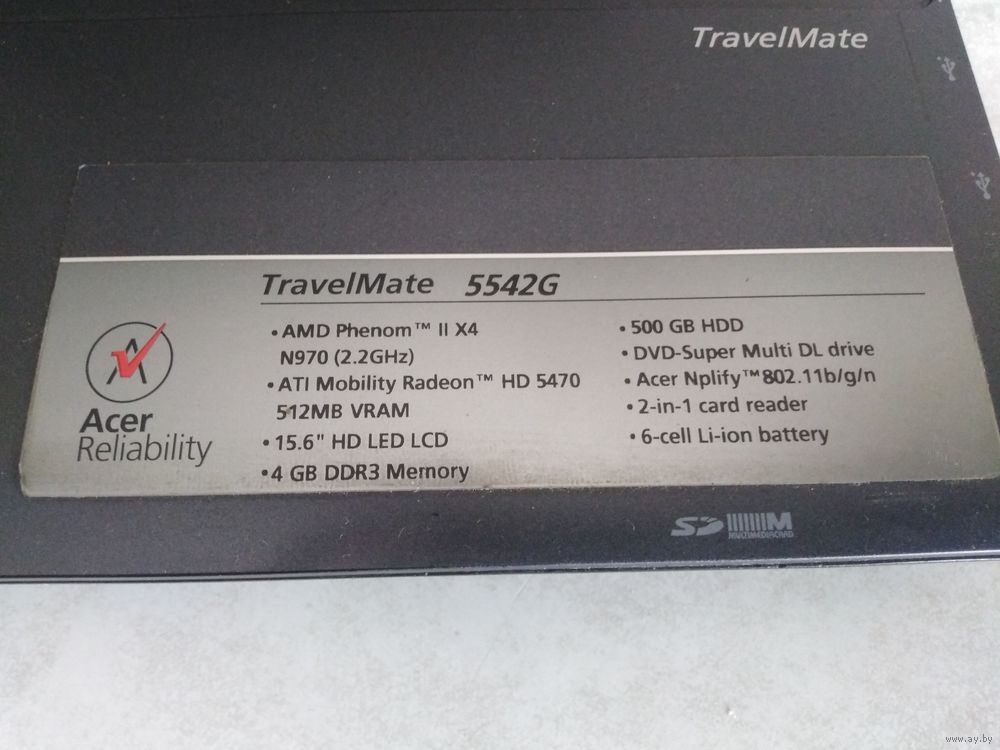 TravelMate
TravelMate 5542G
• AMD Phenom™ II X4
N970 (2.2GHz)
• ATI Mobility Radeon™ HD 5470
512MB VRAM
• 15.6" HD LED LCD
• 4 GB DDR3 Memory
• 500 GB HDD
• DVD-Super Multi DL drive
• Acer Nplify™802.11b/g/n
• 2-in-1 card reader
• 6-cell Li-ion battery
Acer
Reliability
SD M
MULTIMEDIACARD
www.ay.by